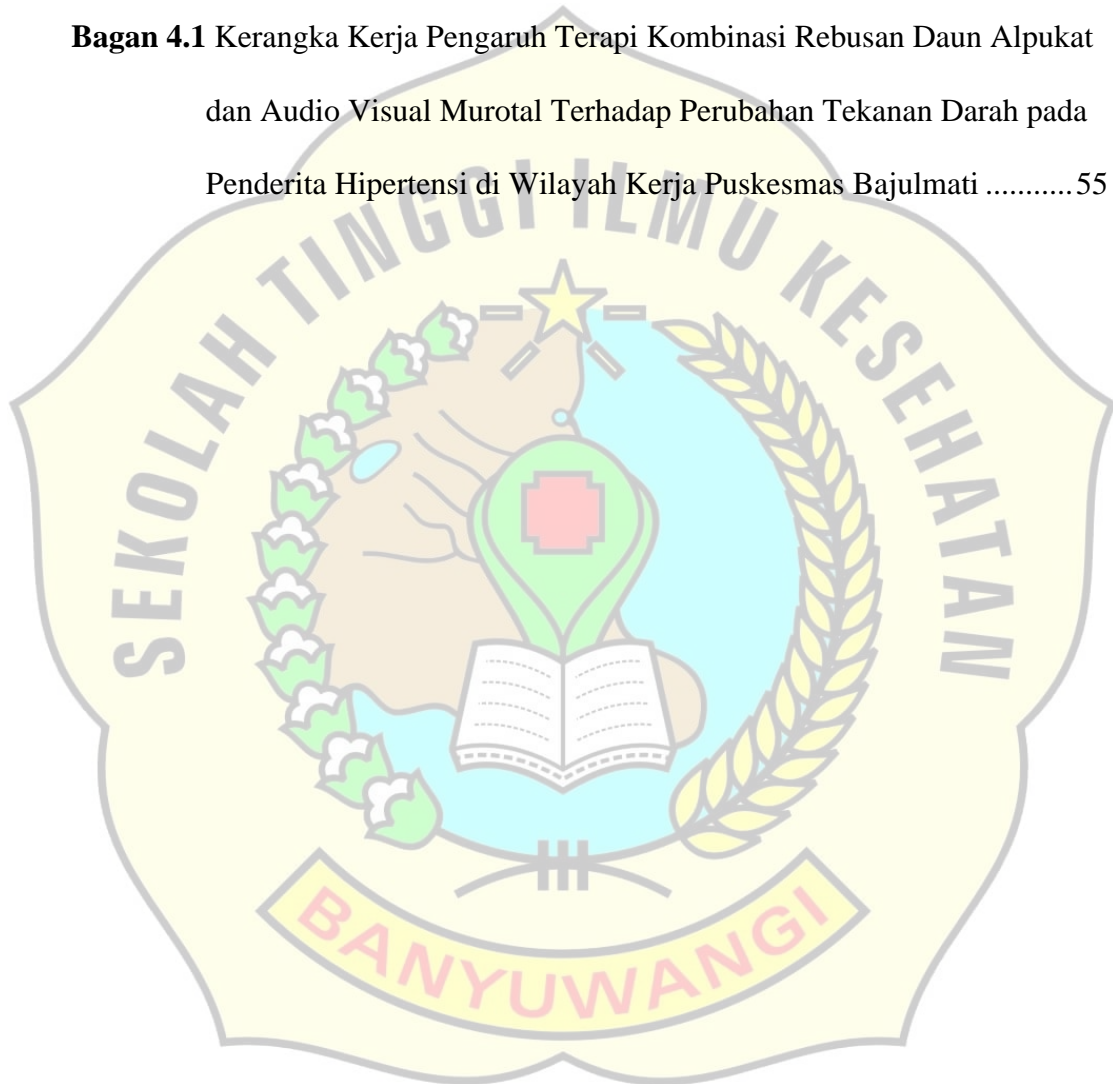 Bagan 4.1 Kerangka Kerja Pengaruh Terapi Kombinasi Rebusan Daun Alpukat
dan Audio Visual Murotal Terhadap Perubahan Tekanan Darah pada
Penderita Hipertensi di Wilayah Kerja Puskesmas Bajulmati ...........55
SEKOLAH TINGGI ILMU KESEHATAN
BANYUWANGI